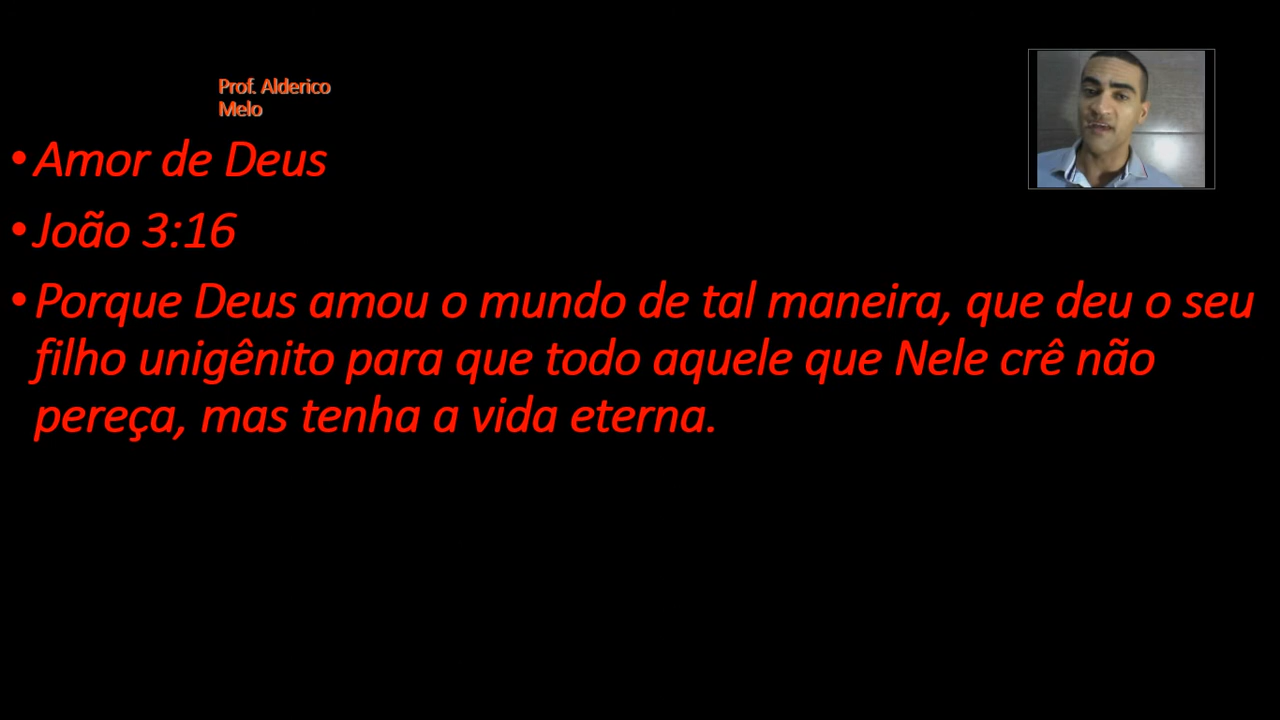 Prof. Alderico
Melo
• Amor de Deus
• João 3:16
• Porque Deus amou o mundo de tal maneira, que deu o seu
filho unigênito para que todo aquele que Nele crê não
pereça, mas tenha a vida eterna.